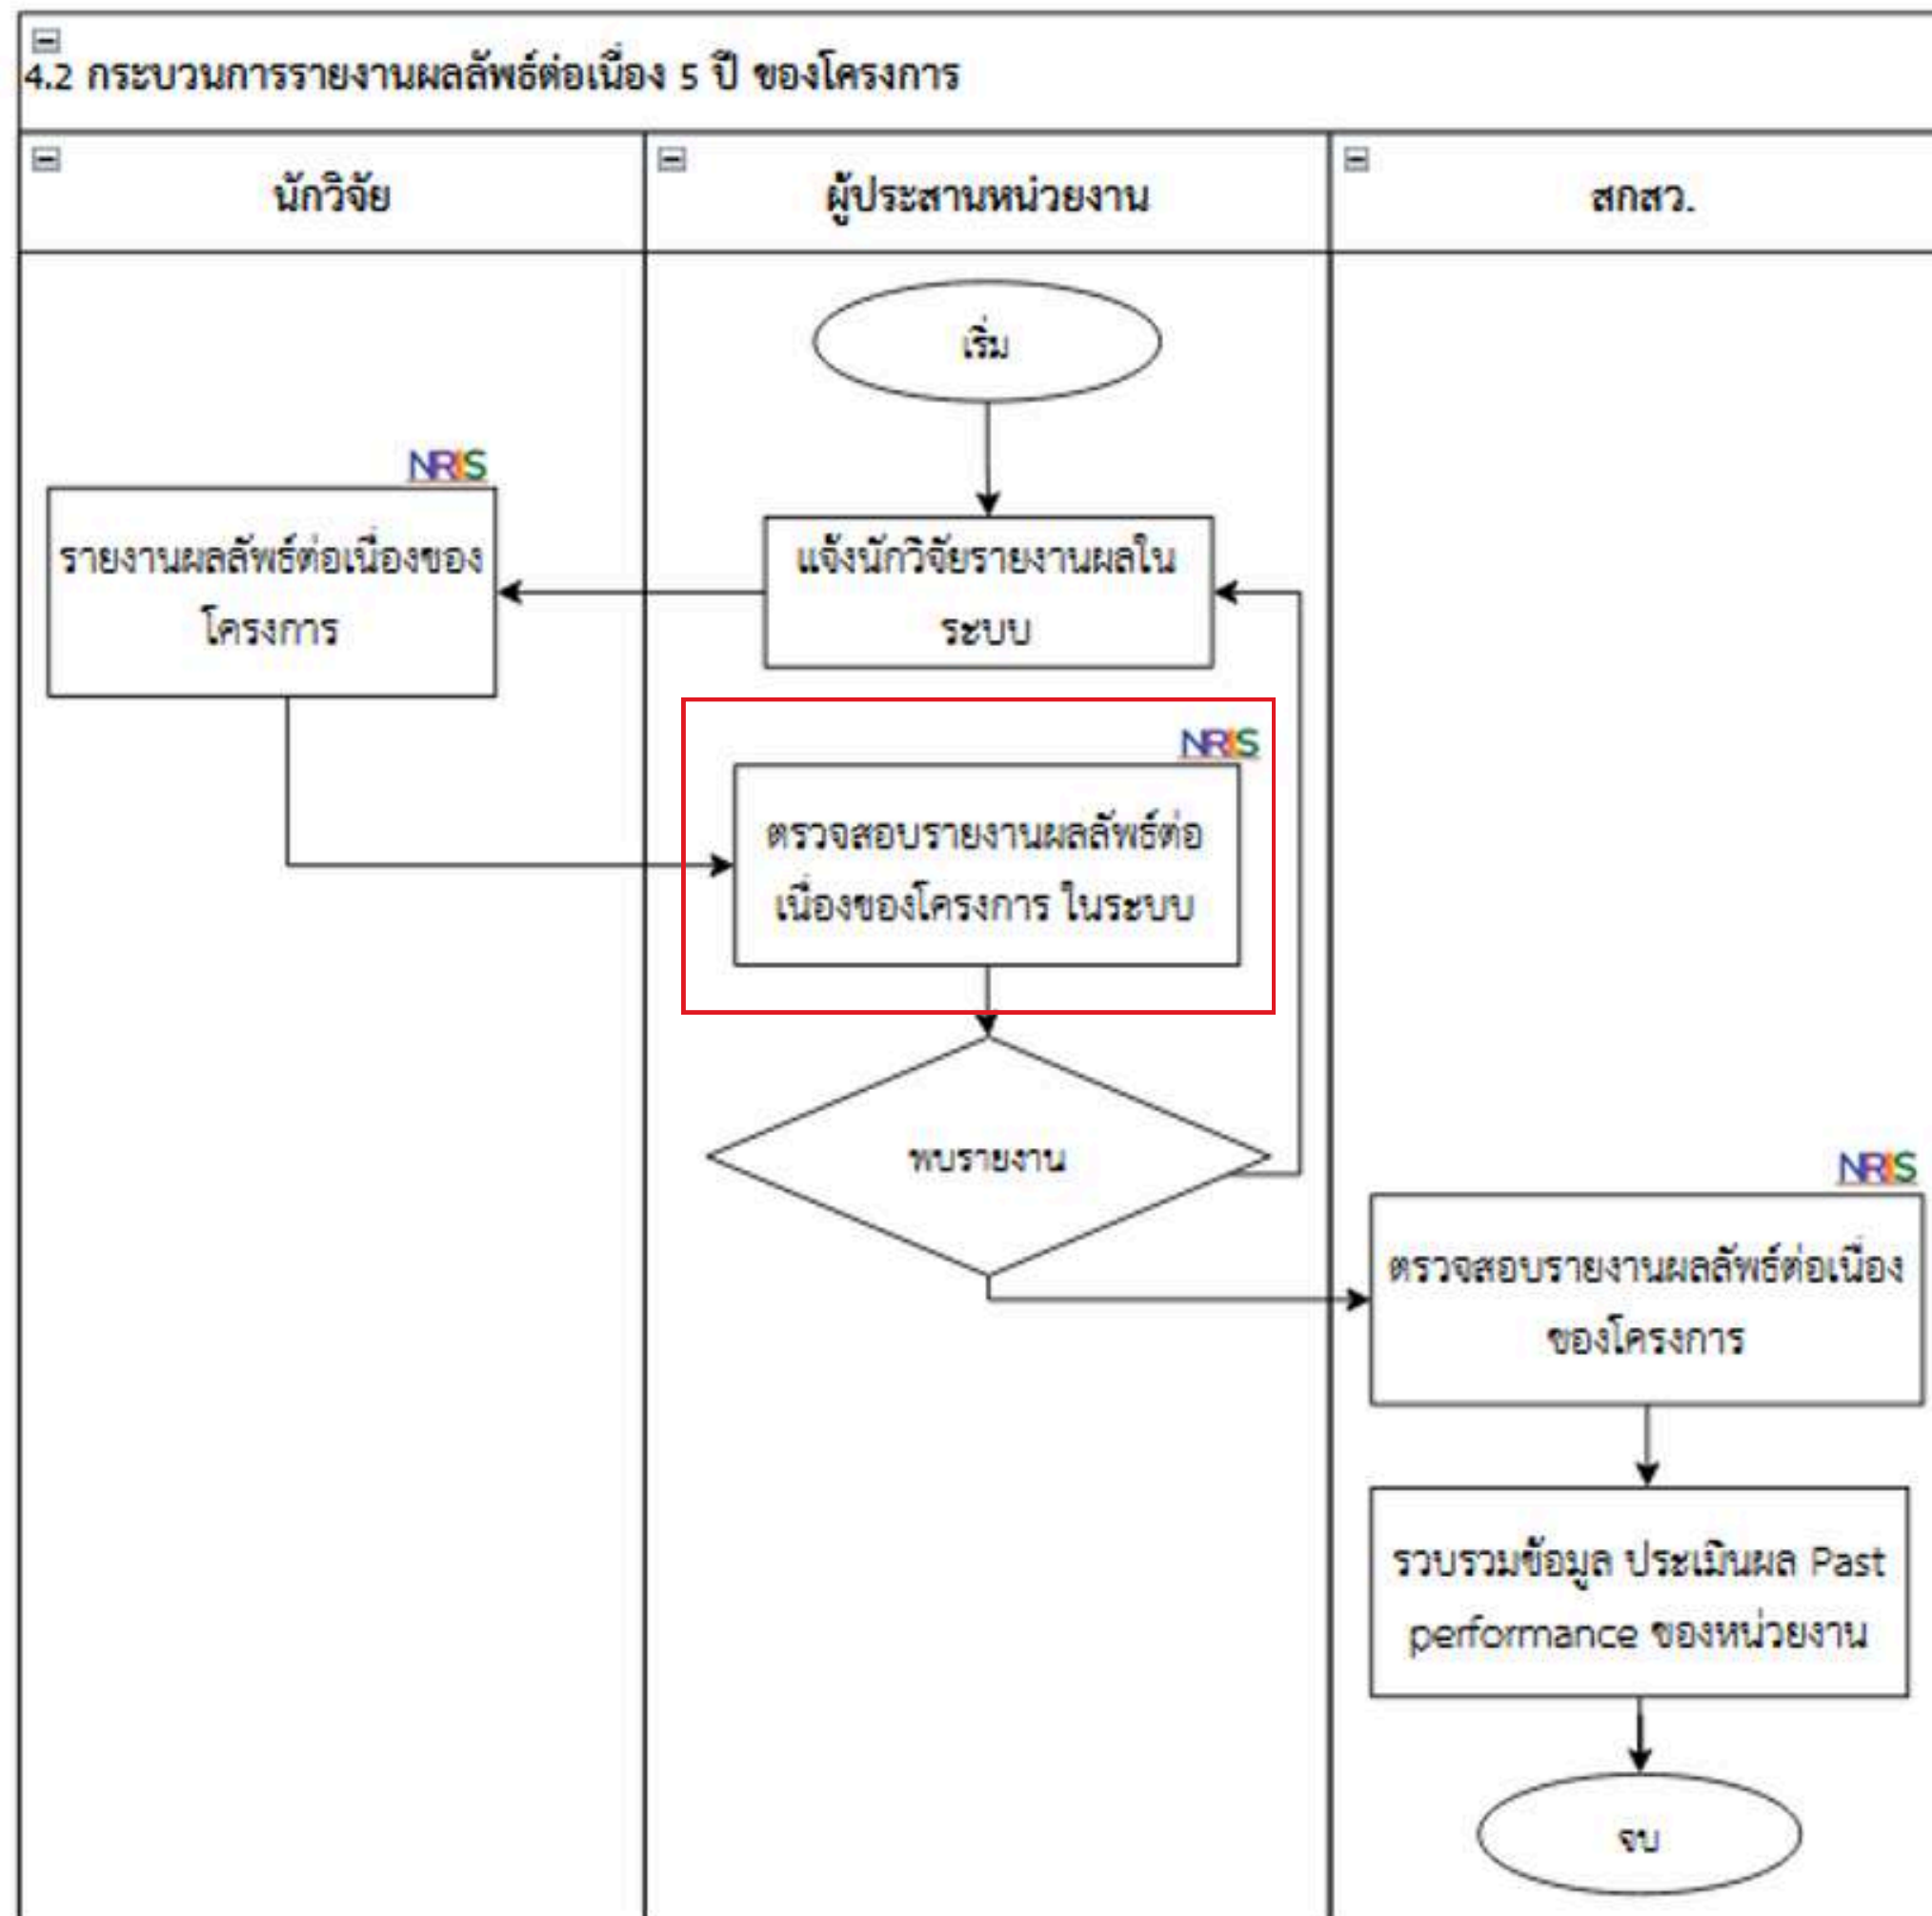 4.2 กระบวนการรายงานผลลัพธ์ต่อเนื่อง 5 ปี ของโครงการ
นักวิจัย
ผู้ประสานหน่วยงาน
สกสว.
เริ่ม
แจ้งนักวิจัยรายงานผลใน
ระบบ
NRIS
รายงานผลลัพธ์ต่อเนื่องของ
โครงการ
NRIS
ตรวจสอบรายงานผลลัพธ์ต่อ
เนื่องของโครงการ ในระบบ
พบรายงาน
NRIS
ตรวจสอบรายงานผลลัพธ์ต่อเนื่อง
ของโครงการ
รวบรวมข้อมูล ประเมินผล Past
performance ของหน่วยงาน
จบ